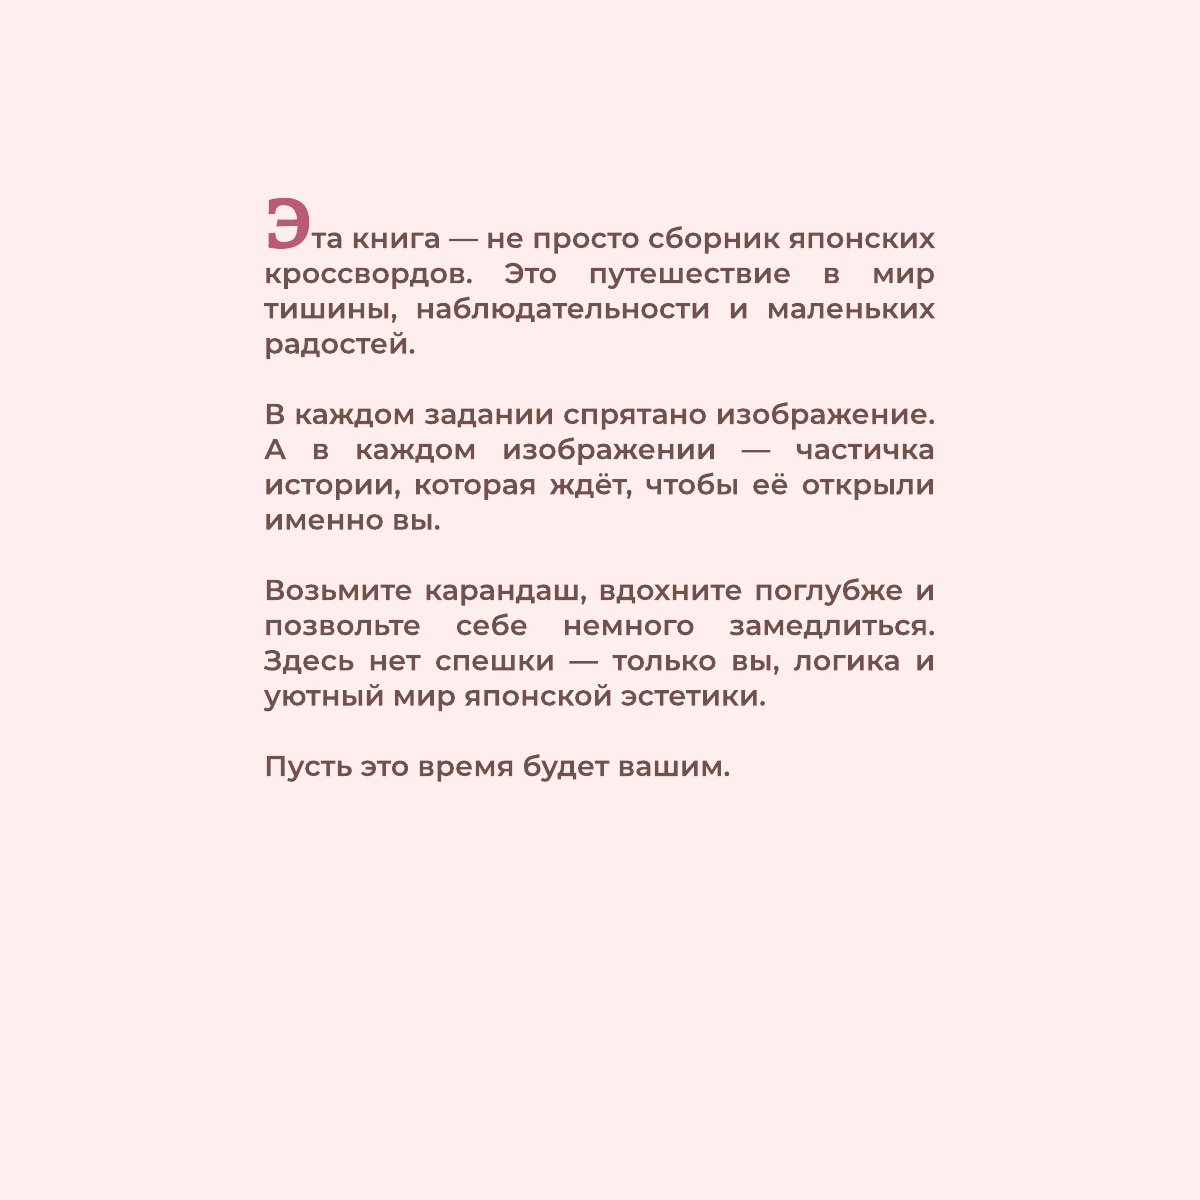 Эта книга — не просто сборник японских
кроссвордов. Это путешествие в мир
тишины, наблюдательности и маленьких
радостей.
В каждом задании спрятано изображение.
А в каждом изображении — частичка
истории, которая ждёт, чтобы её открыли
именно вы.
Возьмите карандаш, вдохните поглубже и
позвольте себе немного замедлиться.
Здесь нет спешки — только вы, логика и
уютный мир японской эстетики.
Пусть это время будет вашим.